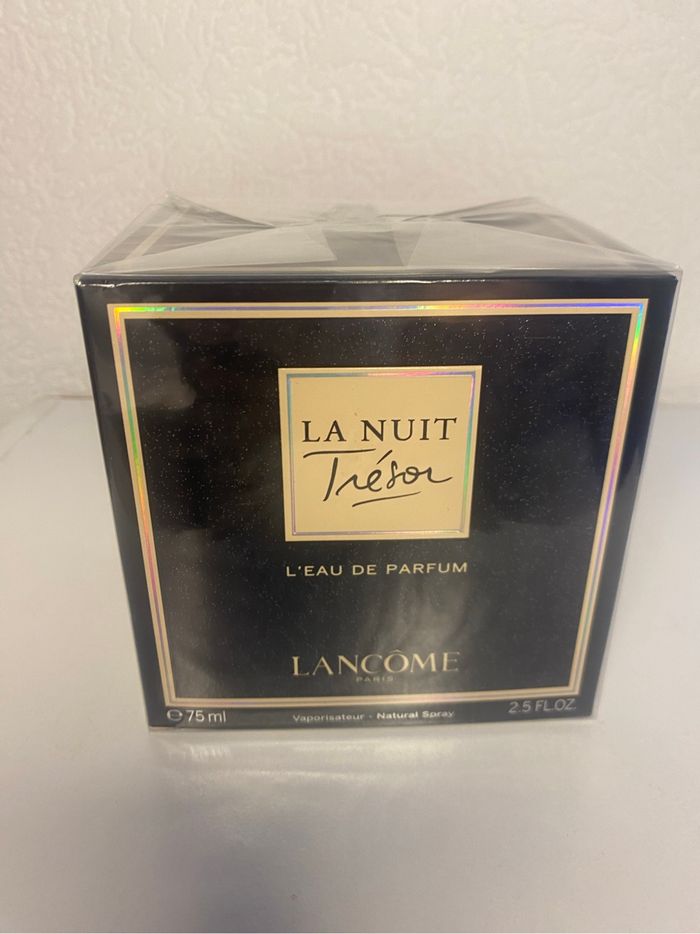 LA NUIT
Trésor
L'EAU DE PARFUM
LANCÔME
PARIS
℮ 75 ml Vaporisateur - Natural Spray 2.5 FL.OZ.